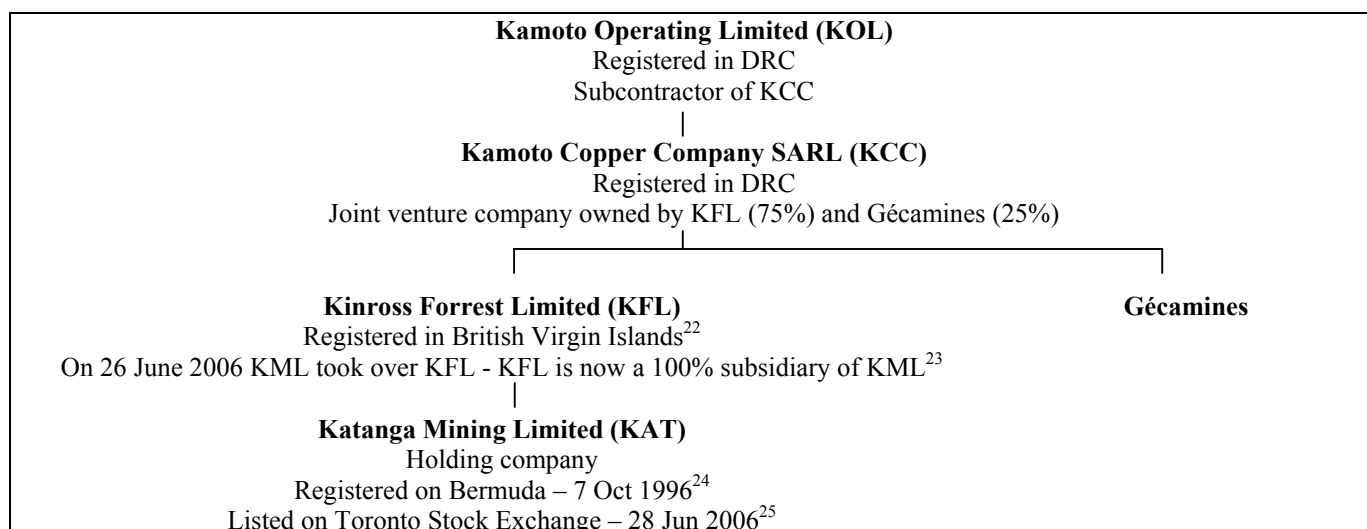 Kamoto Operating Limited (KOL)
Registered in DRC
Subcontractor of KCC
Kamoto Copper Company SARL (KCC)
Registered in DRC
Joint venture company owned by KFL (75%) and Gécamines (25%)
Kinross Forrest Limited (KFL)
Gécamines
Registered in British Virgin Islands22
On 26 June 2006 KML took over KFL - KFL is now a 100% subsidiary of KML23
Katanga Mining Limited (KAT)
Holding company
Registered on Bermuda – 7 Oct 199624
Listed on Toronto Stock Exchange – 28 Jun 200625